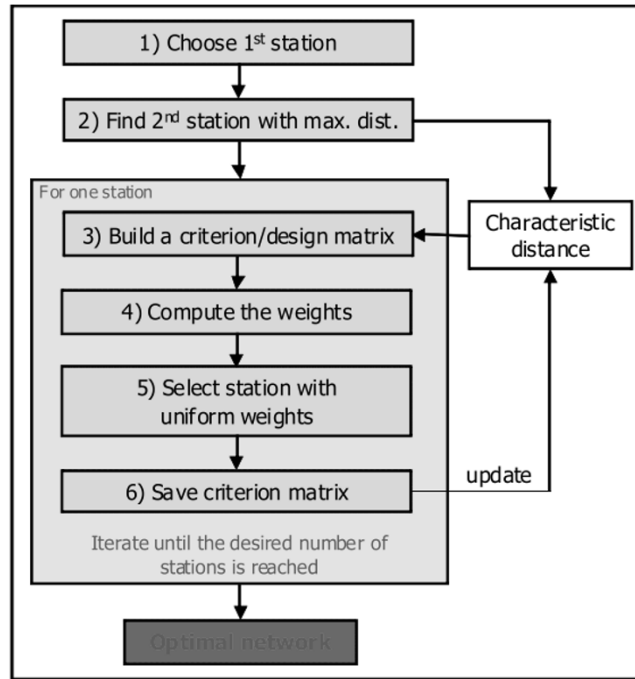 1) Choose 1st station
2) Find 2nd station with max. dist.
For one station
3) Build a criterion/design matrix
Characteristic
distance
4) Compute the weights
5) Select station with
uniform weights
6) Save criterion matrix
update
Iterate until the desired number of
stations is reached
Optimal network